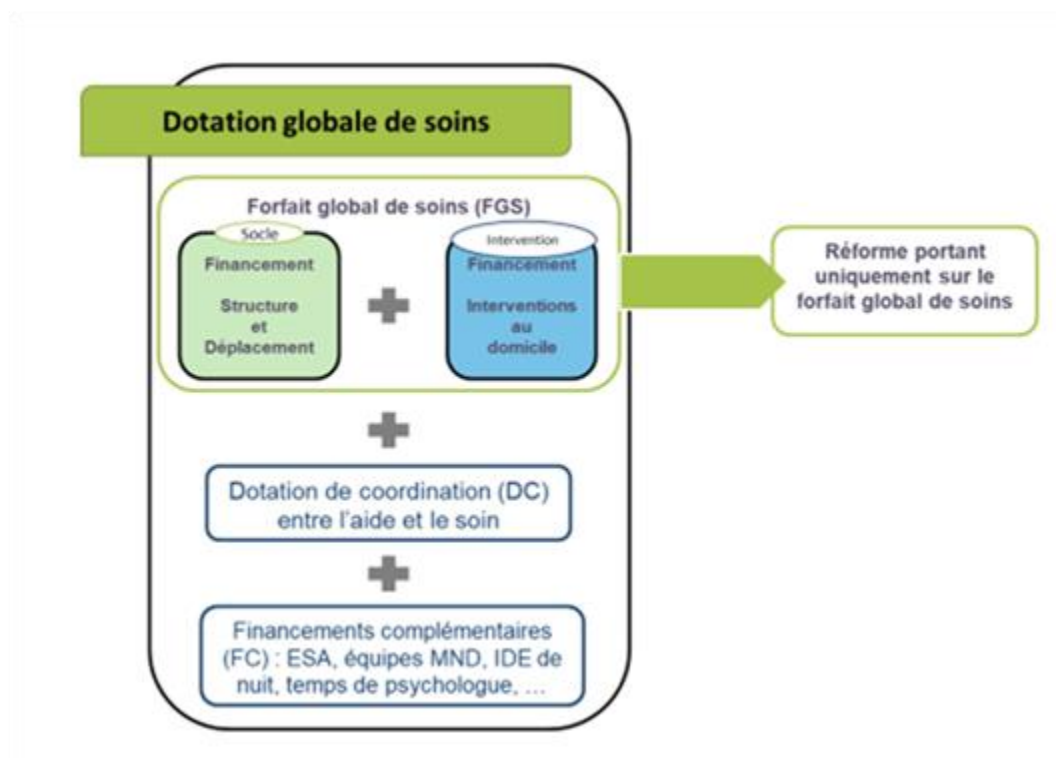 Dotation globale de soins
Forfait global de soins (FGS)
Socle
Financement
Structure
et
Déplacement
Intervention
Financement
Interventions
au
domicile
Réforme portant
uniquement sur le
forfait global de soins
Dotation de coordination (DC)
entre l'aide et le soin
Financements complémentaires
(FC) : ESA, équipes MND, IDE de
nuit, temps de psychologue, ...